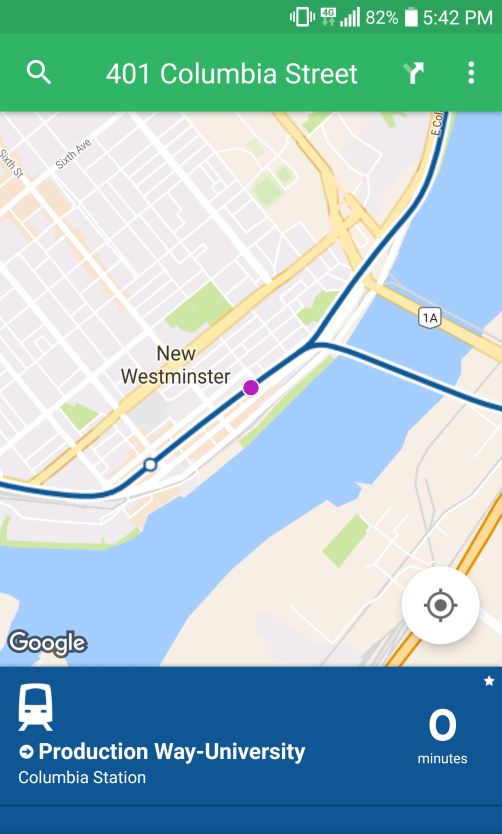 4G
82%
5:42 PM
401 Columbia Street
E Col
Sixth Ave
Sixth St
1A
New
Westminster
Google
Production Way-University
Columbia Station
0
minutes